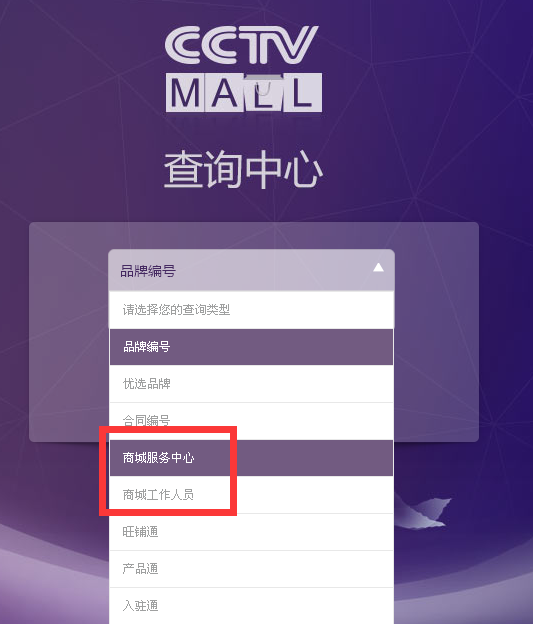 CCTV
MALL
查询中心
品牌编号
请选择您的查询类型
品牌编号
优选品牌
合同编号
商城服务中心
商城工作人员
旺铺通
产品通
入驻通